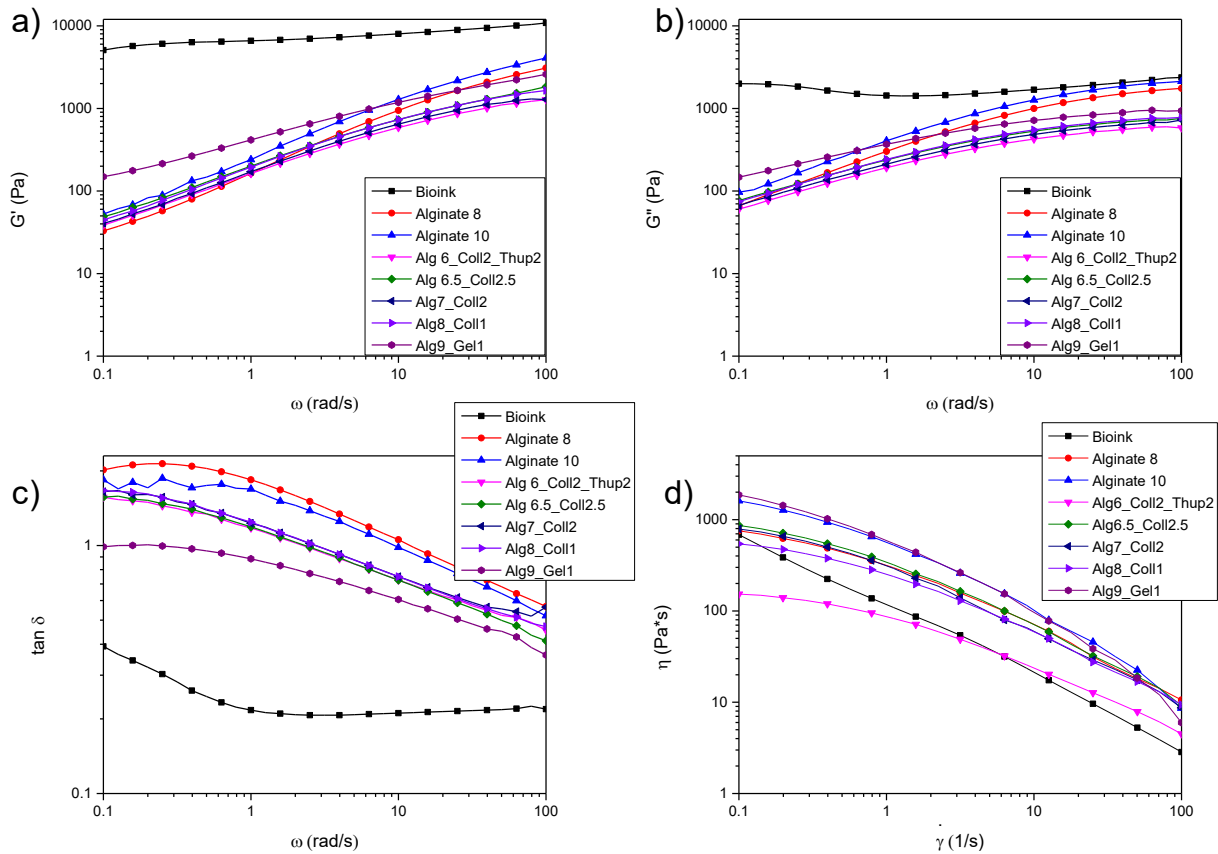 a)
10000
1000
100
10
1
G' (Pa)
0.1 1 10 100
ω (rad/s)
Bioink
Alginate 8
Alginate 10
Alg 6_Coll2_Thup2
Alg 6.5_Coll2.5
Alg7_Coll2
Alg8_Coll1
Alg9_Gel1
b)
10000
1000
100
10
1
G'' (Pa)
0.1 1 10 100
ω (rad/s)
Bioink
Alginate 8
Alginate 10
Alg 6_Coll2_Thup2
Alg 6.5_Coll2.5
Alg7_Coll2
Alg8_Coll1
Alg9_Gel1
c)
1
0.1
tan δ
0.1 1 10 100
ω (rad/s)
Bioink
Alginate 8
Alginate 10
Alg 6_Coll2_Thup2
Alg 6.5_Coll2.5
Alg7_Coll2
Alg8_Coll1
Alg9_Gel1
d)
1000
100
10
1
η (Pa*s)
0.1 1 10 100
γ̇ (1/s)
Bioink
Alginate 8
Alginate 10
Alg6_Coll2_Thup2
Alg6.5_Coll2.5
Alg7_Coll2
Alg8_Coll1
Alg9_Gel1